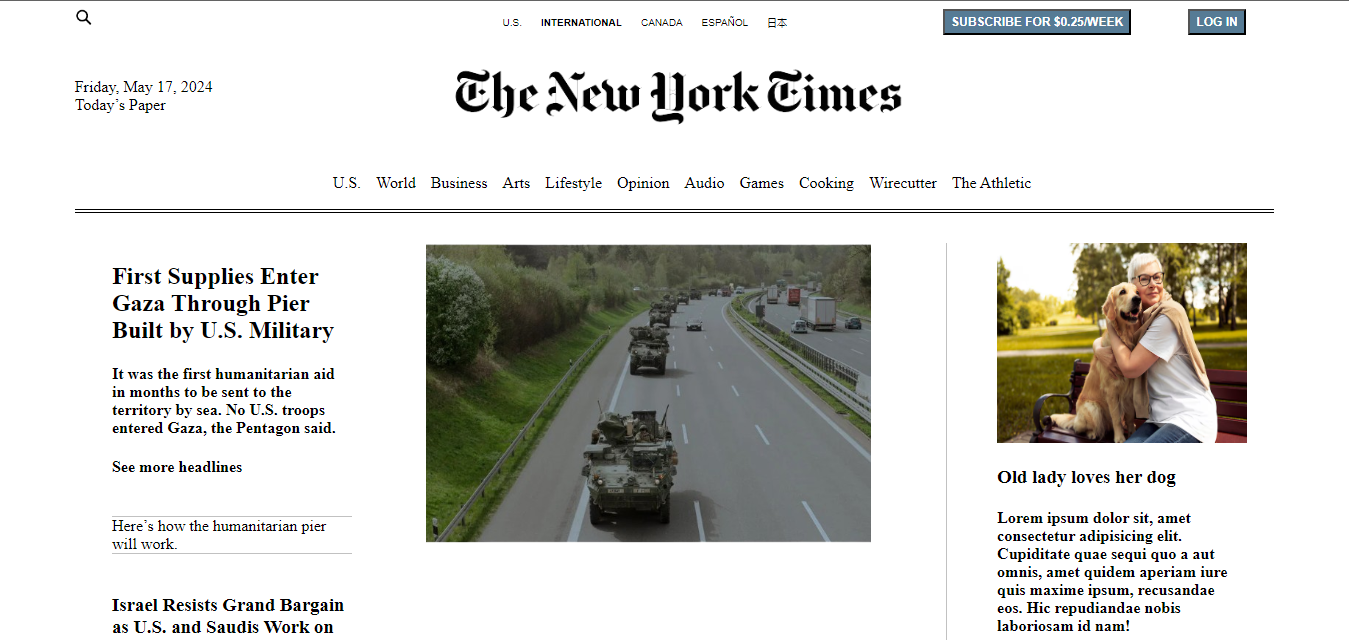 U.S. INTERNATIONAL CANADA ESPAÑOL 日本
SUBSCRIBE FOR $0.25/WEEK
LOG IN
Friday, May 17, 2024
Today’s Paper
The New York Times
U.S. World Business Arts Lifestyle Opinion Audio Games Cooking Wirecutter The Athletic
First Supplies Enter
Gaza Through Pier
Built by U.S. Military
It was the first humanitarian aid
in months to be sent to the
territory by sea. No U.S. troops
entered Gaza, the Pentagon said.
See more headlines
Here’s how the humanitarian pier
will work.
Israel Resists Grand Bargain
as U.S. and Saudis Work on
Old lady loves her dog
Lorem ipsum dolor sit, amet
consectetur adipisicing elit.
Cupiditate quae sequi quo a aut
omnis, amet quidem aperiam iure
quis maxime ipsum, recusandae
eos. Hic repudiandae nobis
laboriosam id nam!